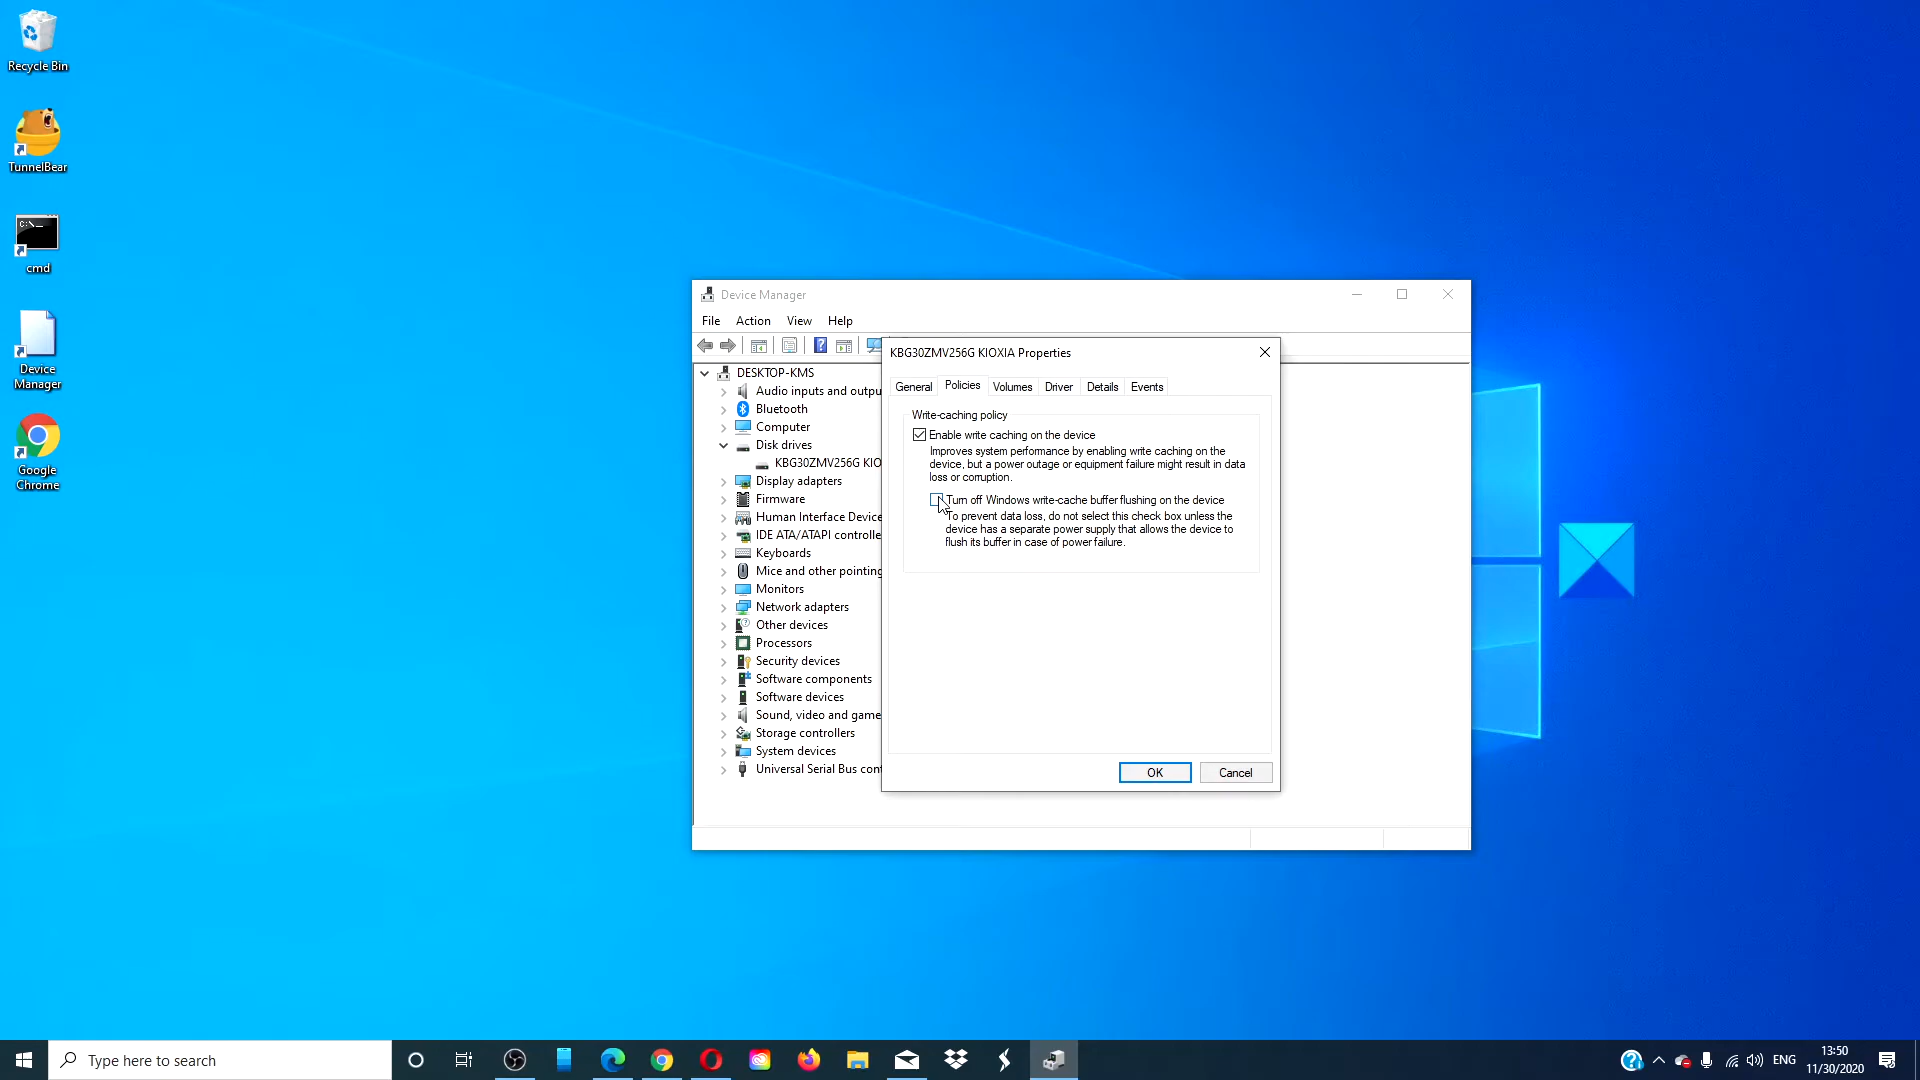 Recycle Bin
TunnelBear
C:\_
cmd
Device
Manager
Google
Chrome
Device Manager
File Action View Help
DESKTOP-KMS
Audio inputs and outpu
Bluetooth
Computer
Disk drives
KBG30ZMV256G KIO
Display adapters
Firmware
Human Interface Device
IDE ATA/ATAPI controlle
Keyboards
Mice and other pointing
Monitors
Network adapters
Other devices
Processors
Security devices
Software components
Software devices
Sound, video and game
Storage controllers
System devices
Universal Serial Bus cont
KBG30ZMV256G KIOXIA Properties
General Policies Volumes Driver Details Events
Write-caching policy
Enable write caching on the device
Improves system performance by enabling write caching on the
device, but a power outage or equipment failure might result in data
loss or corruption.
Turn off Windows write-cache buffer flushing on the device
To prevent data loss, do not select this check box unless the
device has a separate power supply that allows the device to
flush its buffer in case of power failure.
OK Cancel
Type here to search
ENG
13:50
11/30/2020